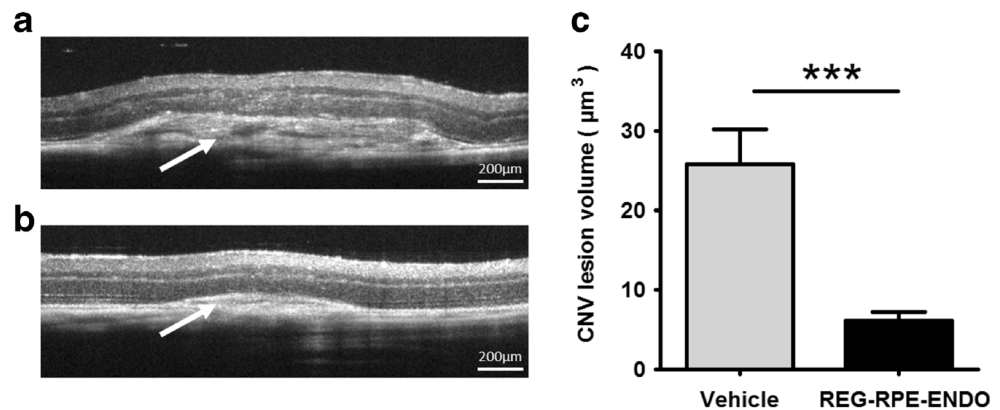 a
200µm
b
200µm
c
CNV lesion volume ( µm³ )
40
30
20
10
0
***
Vehicle
REG-RPE-ENDO